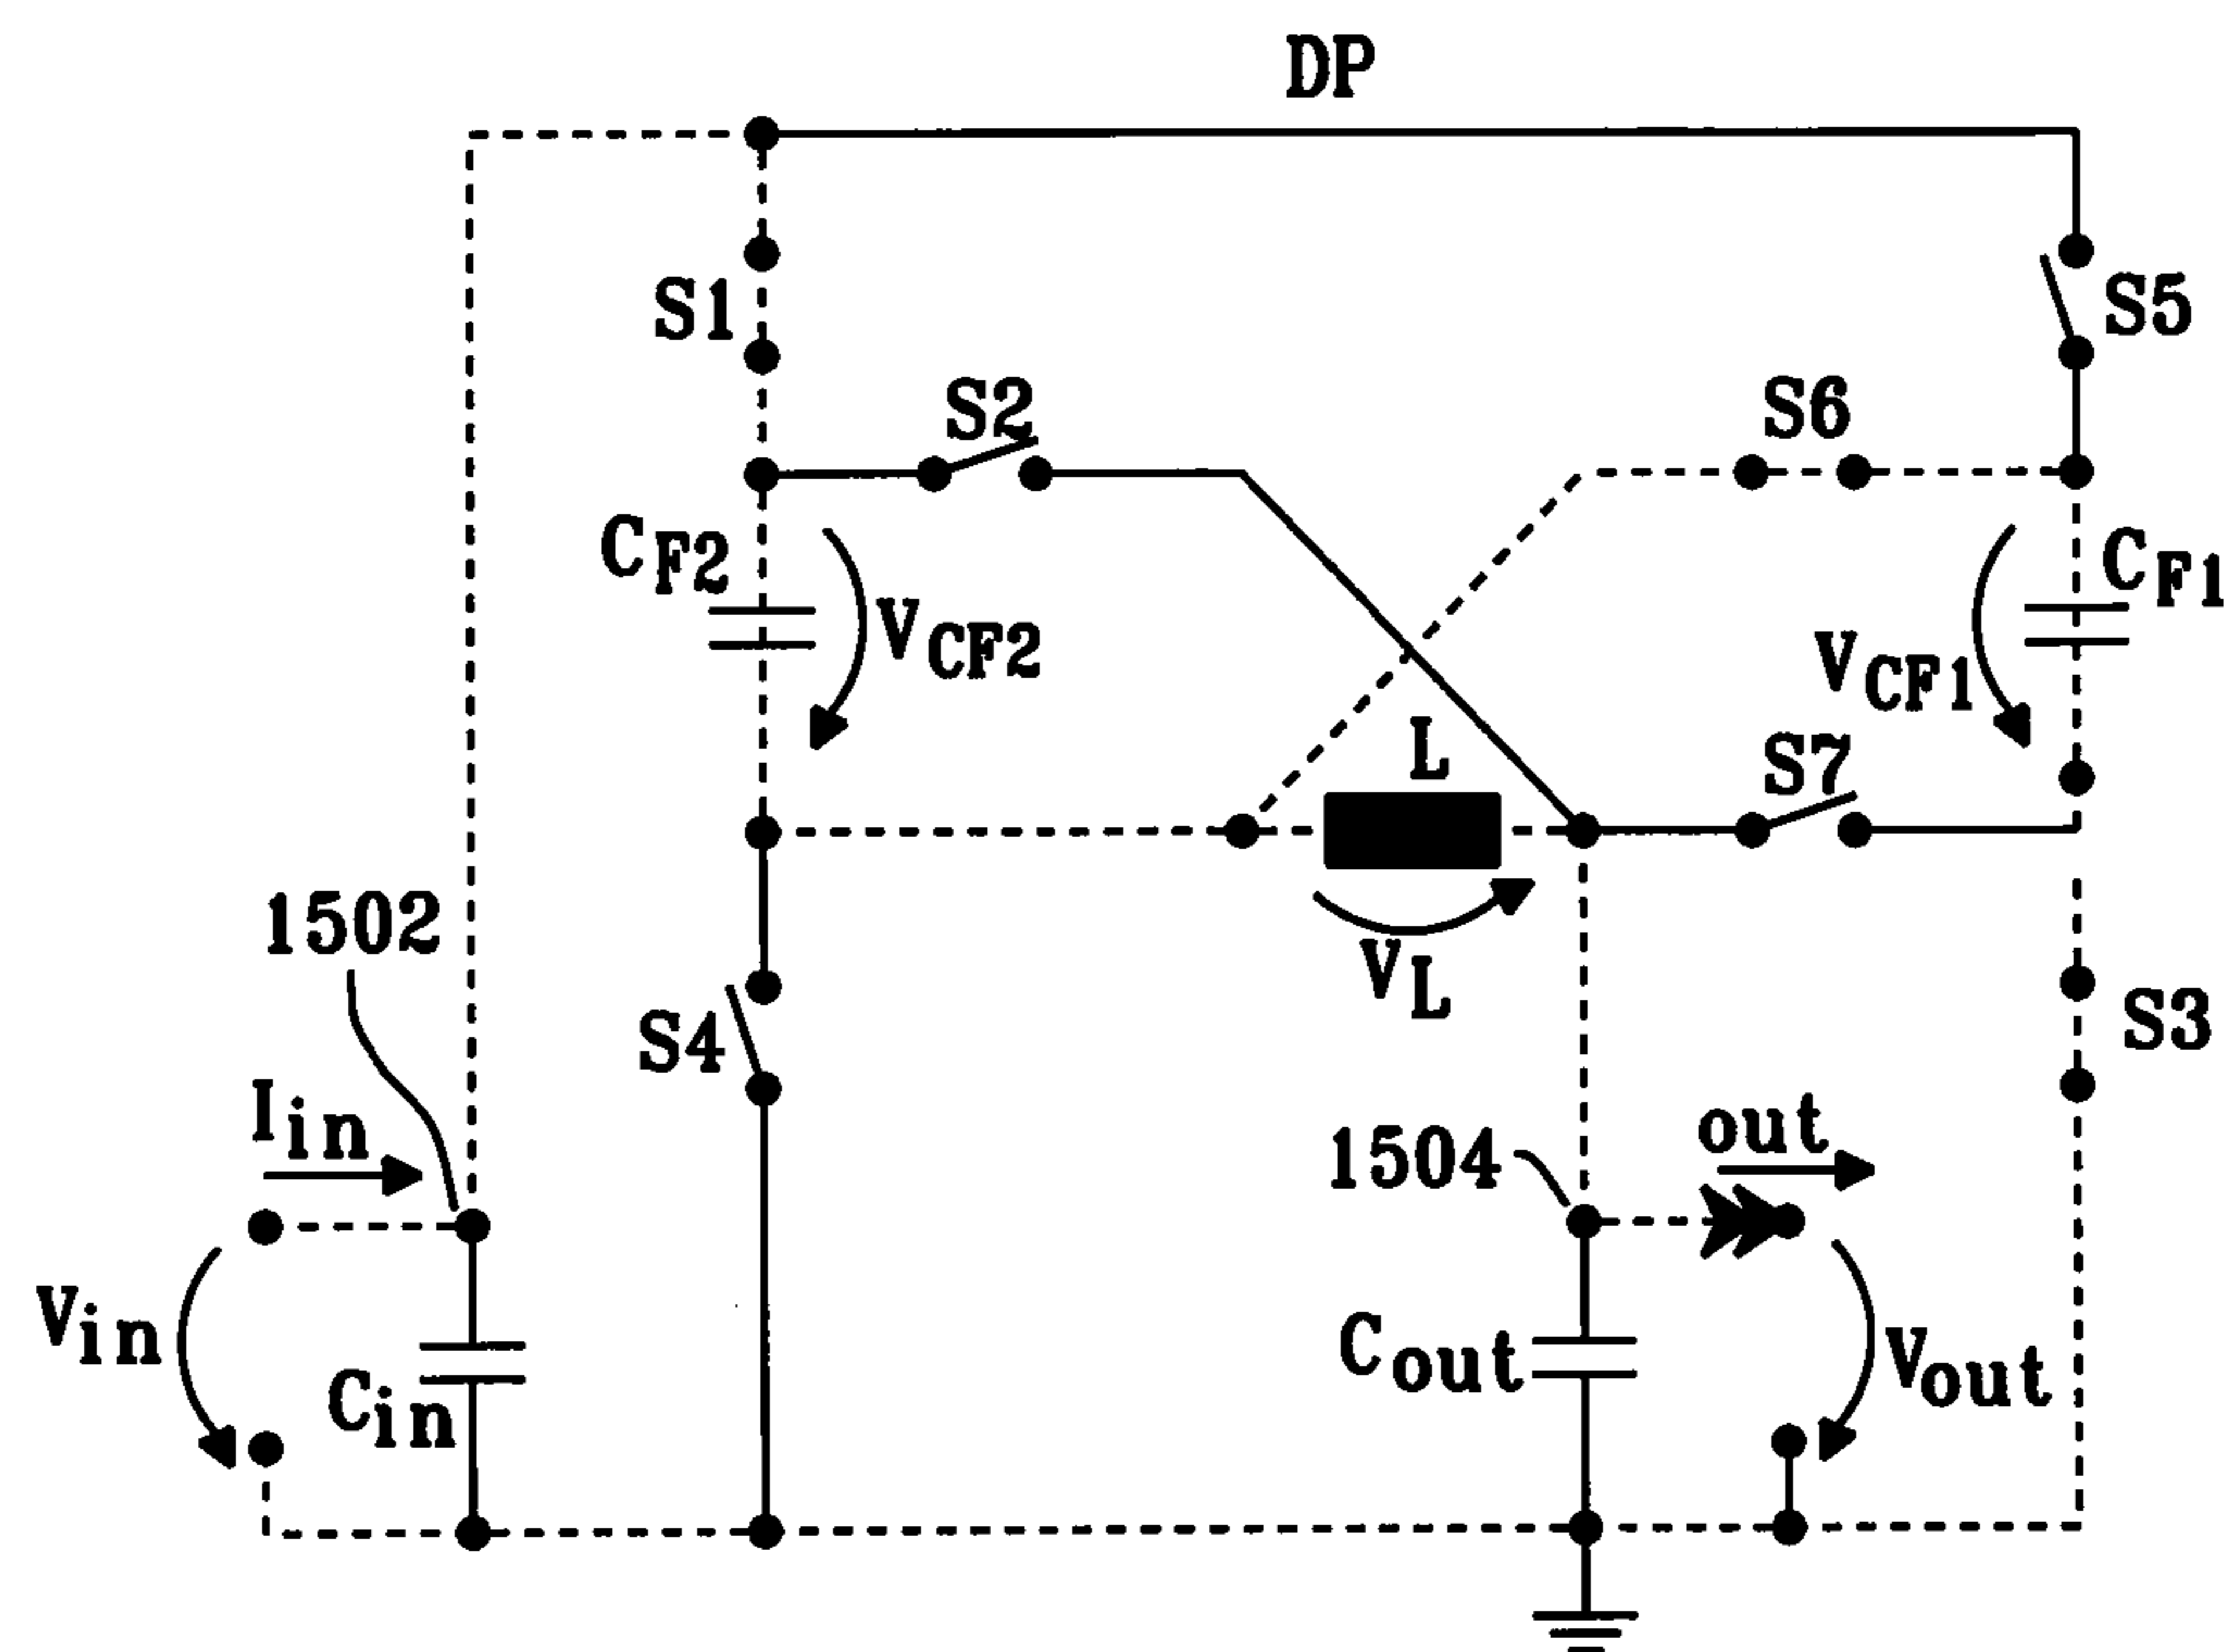 DP
S1
S5
S2
S6
CF2
CF1
VCF2
VCF1
L
S7
1502
VL
S4
S3
Iin
1504
out
Vin
Cin
Cout
Vout